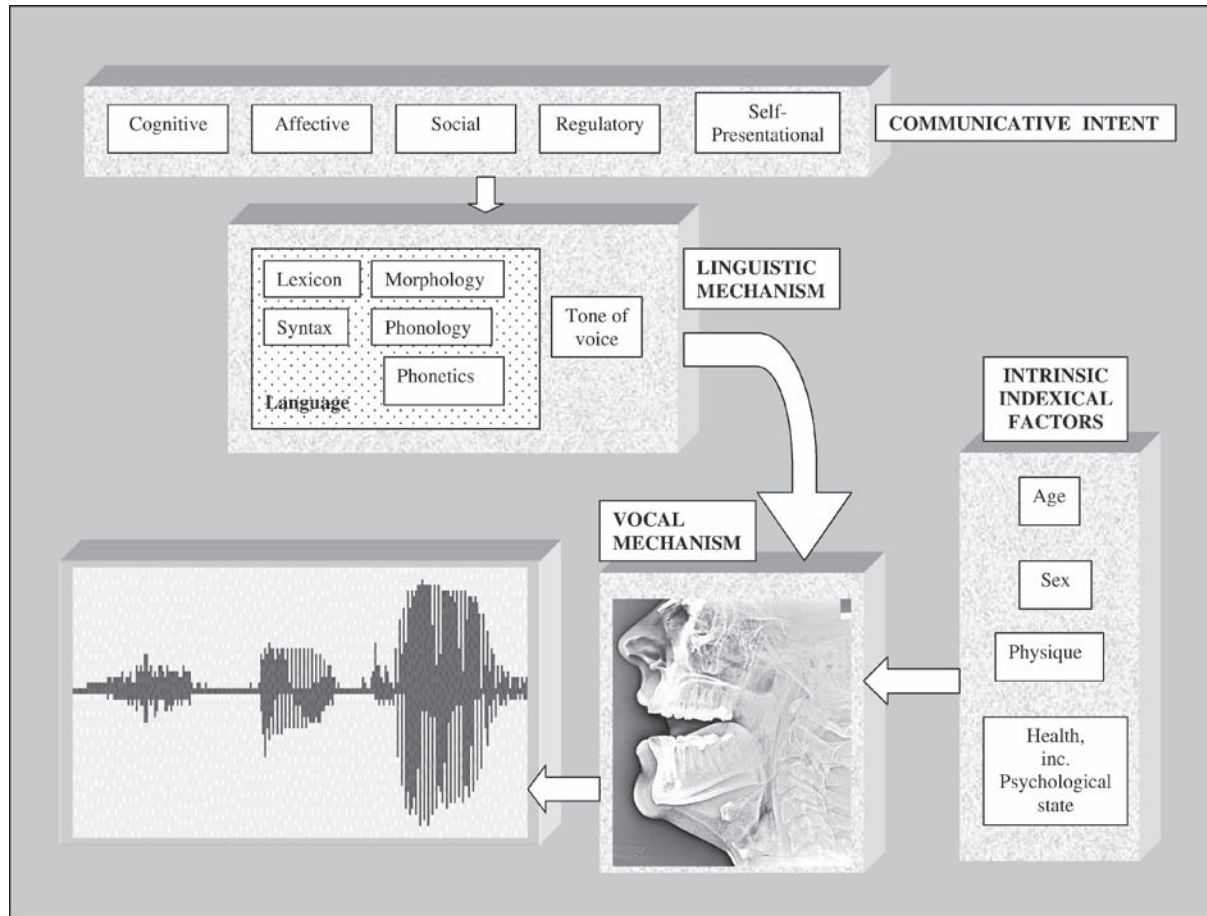 Cognitive
Affective
Social
Regulatory
Self-
Presentational
COMMUNICATIVE INTENT
Lexicon
Morphology
Syntax
Phonology
Phonetics
Language
Tone of
voice
LINGUISTIC
MECHANISM
INTRINSIC
INDEXICAL
FACTORS
Age
Sex
Physique
Health,
inc.
Psychological
state
VOCAL
MECHANISM